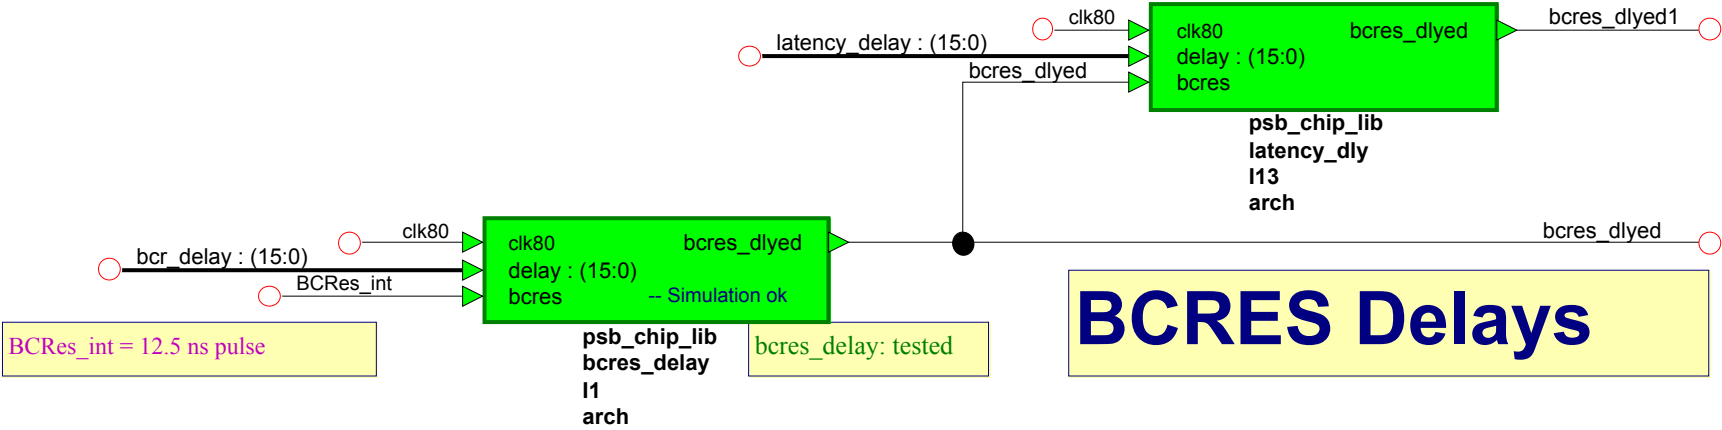 clk80
latency_delay : (15:0)
bcres_dlyed
clk80
delay : (15:0)
bcres
bcres_dlyed
bcres_dlyed1
psb_chip_lib
latency_dly
I13
arch
clk80
bcr_delay : (15:0)
BCRes_int
clk80
delay : (15:0)
bcres
bcres_dlyed
-- Simulation ok
bcres_dlyed
psb_chip_lib
bcres_delay
I1
arch
BCRes_int = 12.5 ns pulse
bcres_delay: tested
BCRES Delays